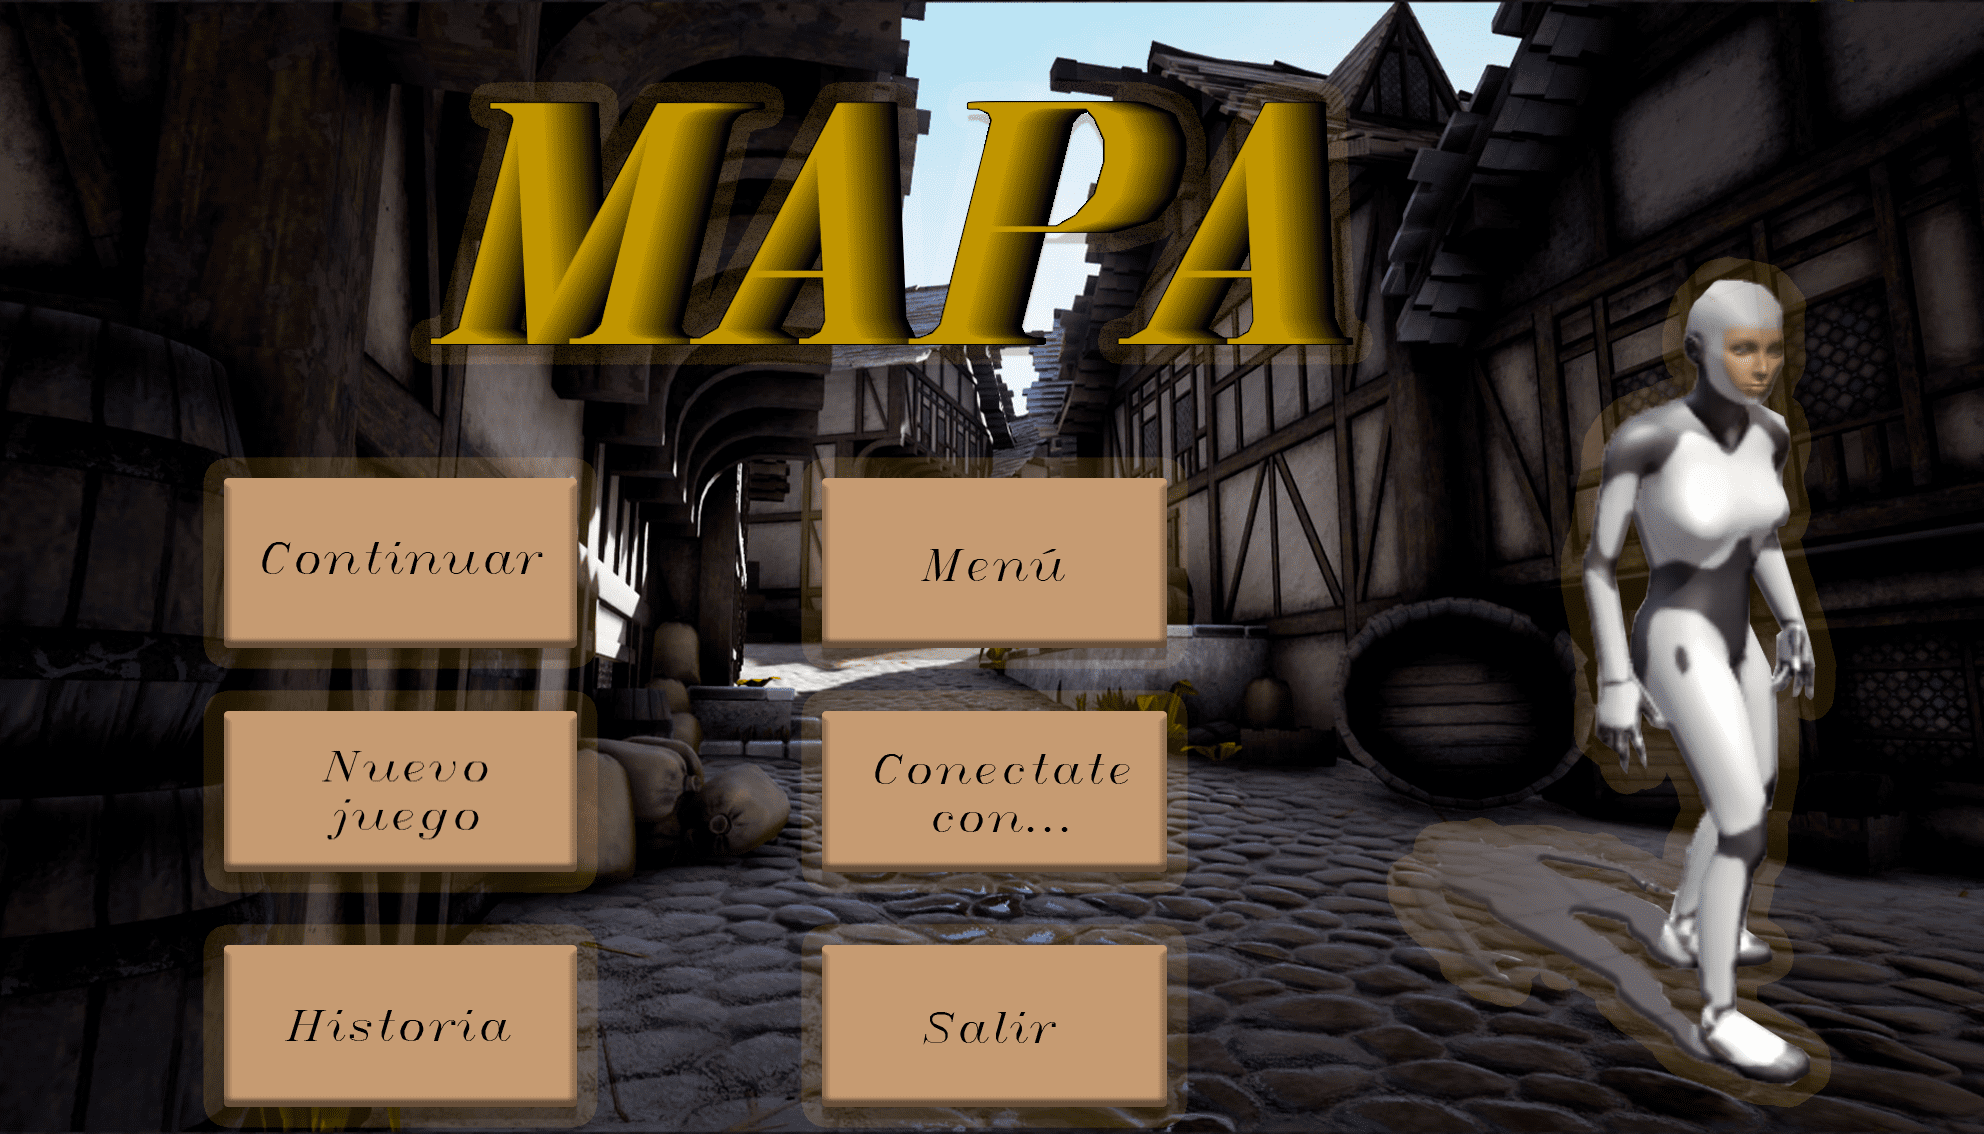 MAPA
Continuar
Menú
Nuevo
juego
Conectate
con...
Historia
Salir